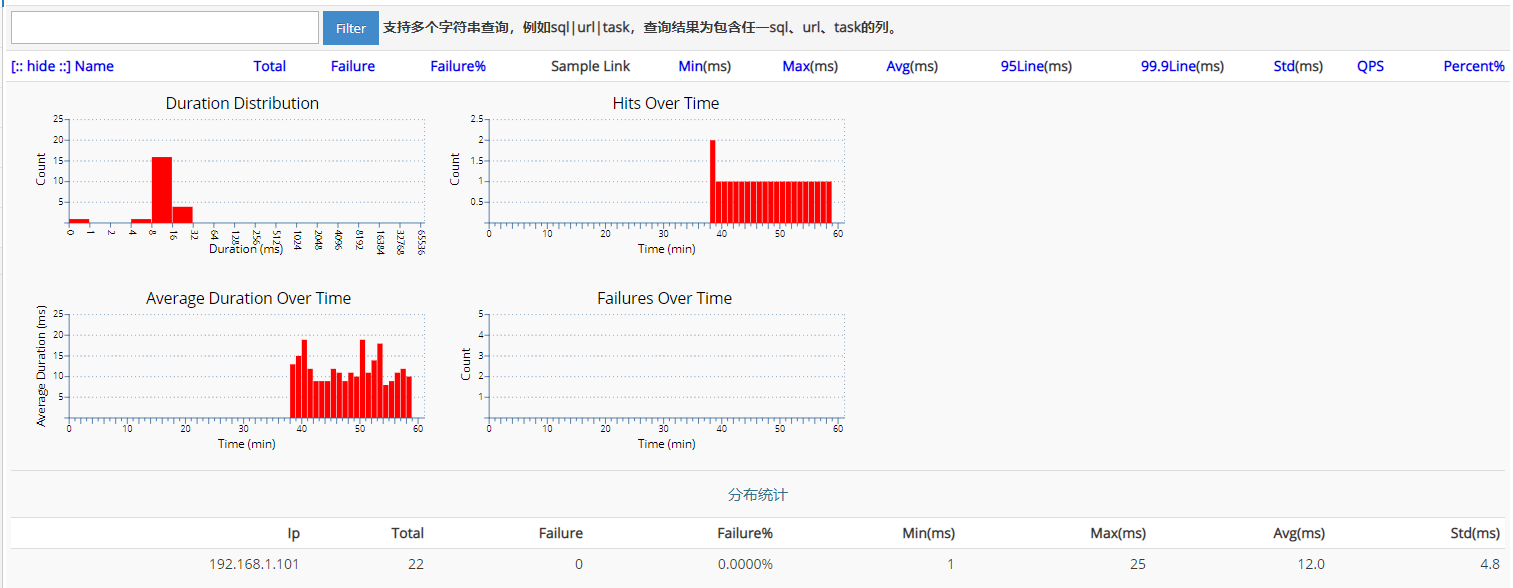 Filter 支持多个字符串查询，例如sql|url|task，查询结果为包含任一sql、url、task的列。
[:: hide ::] Name Total Failure Failure% Sample Link Min(ms) Max(ms) Avg(ms) 95Line(ms) 99.9Line(ms) Std(ms) QPS Percent%
Duration Distribution
25
20
15
10
5
Count
0 1 2 4 8 16 32 64 128 256 512 1024 2048 4096 8192 16384 32768 65536
Duration (ms)
Hits Over Time
2.5
2
1.5
1
0.5
Count
0 10 20 30 40 50 60
Time (min)
Average Duration Over Time
25
20
15
10
5
Average Duration (ms)
0 10 20 30 40 50 60
Time (min)
Failures Over Time
5
4
3
2
1
Count
0 10 20 30 40 50 60
Time (min)
分布统计
Ip Total Failure Failure% Min(ms) Max(ms) Avg(ms) Std(ms)
192.168.1.101 22 0 0.0000% 1 25 12.0 4.8